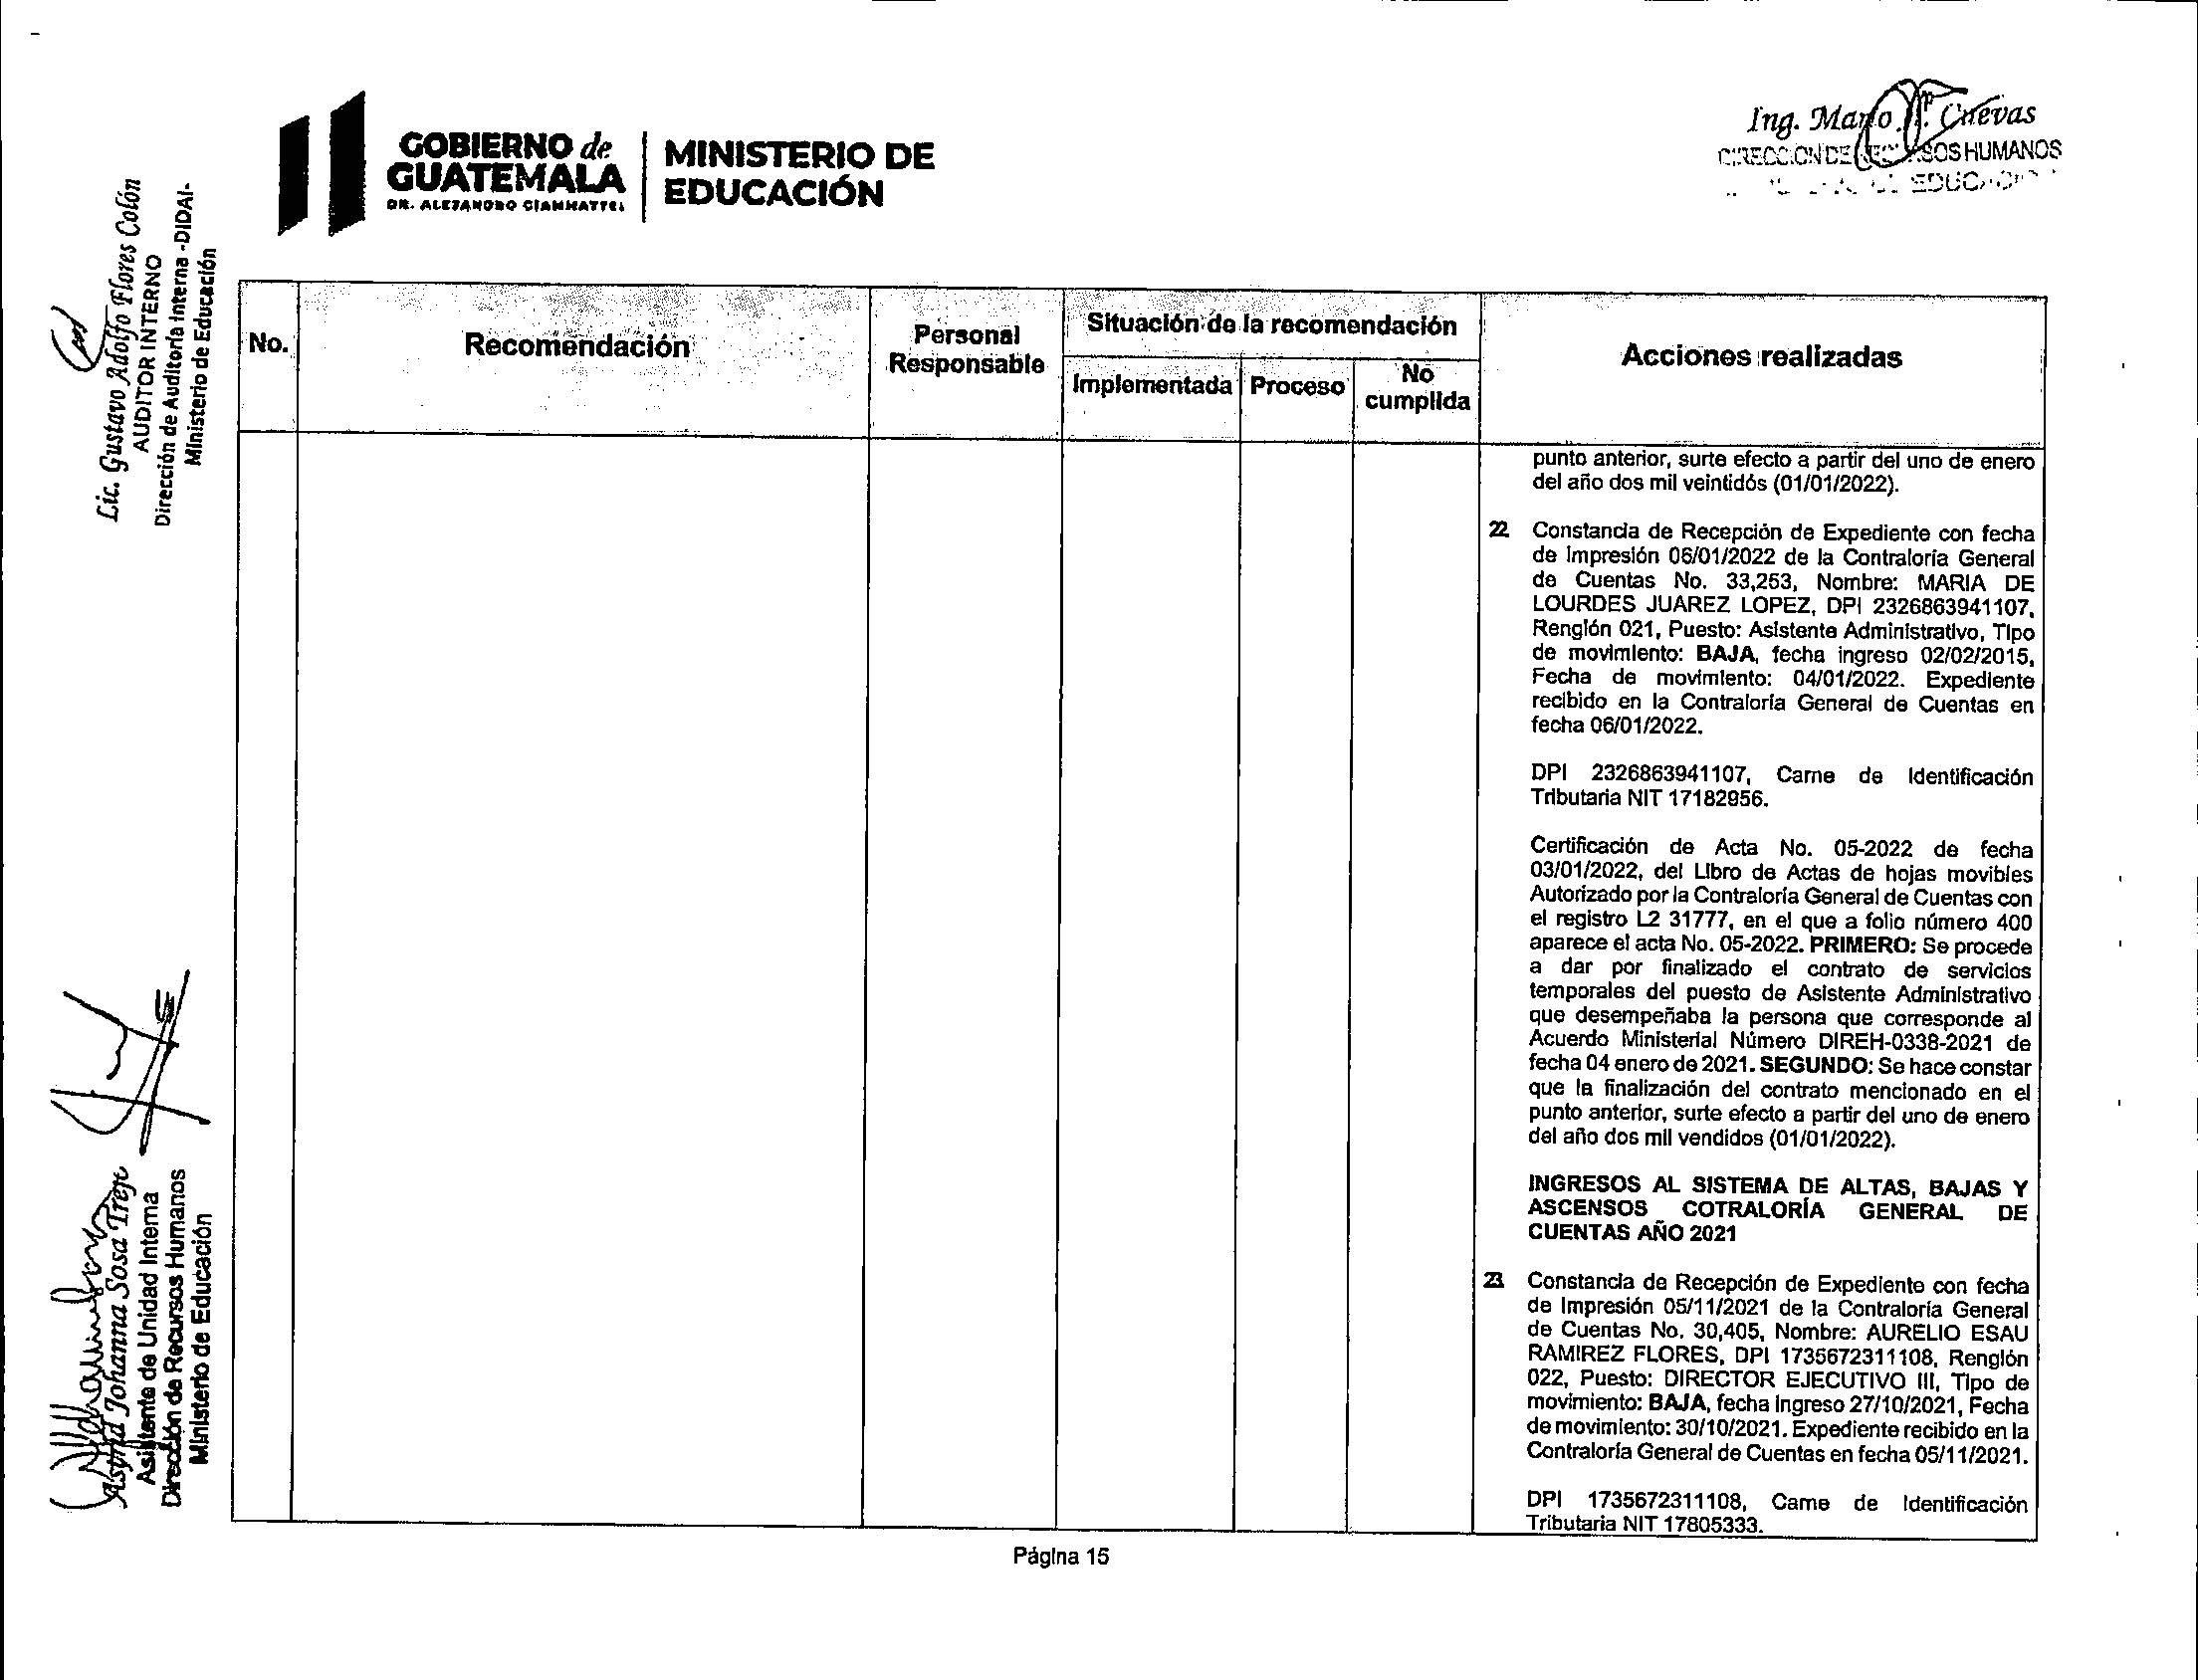 GOBIERNO de
GUATEMALA
DR. ALEJANDRO GIAMMATTEI
MINISTERIO DE
EDUCACIÓN
Ing. Mario Cuevas
DIRECCION DE RECURSOS HUMANOS
EDUCACION
Lic. Gustavo Adolfo Flores Colón
AUDITOR INTERNO
Dirección de Auditoría Interna -DIDAI-
Ministerio de Educación
Astrid Johanna Sosa Trejo
Asistente de Unidad Interna
Dirección de Recursos Humanos
Ministerio de Educación
No.
Recomendación
Personal
Responsable
Situación de la recomendación
Implementada
Proceso
No
cumplida
Acciones realizadas
punto anterior, surte efecto a partir del uno de enero
del año dos mil veintidós (01/01/2022).
22 Constancia de Recepción de Expediente con fecha
de Impresión 06/01/2022 de la Contraloría General
de Cuentas No. 33,253, Nombre: MARIA DE
LOURDES JUAREZ LOPEZ, DPI 2326863941107,
Renglón 021, Puesto: Asistente Administrativo, Tipo
de movimiento: BAJA, fecha ingreso 02/02/2015,
Fecha de movimiento: 04/01/2022. Expediente
recibido en la Contraloría General de Cuentas en
fecha 06/01/2022.
DPI 2326863941107, Carne de Identificación
Tributaria NIT 17182956.
Certificación de Acta No. 05-2022 de fecha
03/01/2022, del Libro de Actas de hojas movibles
Autorizado por la Contraloría General de Cuentas con
el registro L2 31777, en el que a folio número 400
aparece el acta No. 05-2022. PRIMERO: Se procede
a dar por finalizado el contrato de servicios
temporales del puesto de Asistente Administrativo
que desempeñaba la persona que corresponde al
Acuerdo Ministerial Número DIREH-0338-2021 de
fecha 04 enero de 2021. SEGUNDO: Se hace constar
que la finalización del contrato mencionado en el
punto anterior, surte efecto a partir del uno de enero
del año dos mil vendidos (01/01/2022).
INGRESOS AL SISTEMA DE ALTAS, BAJAS Y
ASCENSOS COTRALORÍA GENERAL DE
CUENTAS AÑO 2021
23 Constancia de Recepción de Expediente con fecha
de Impresión 05/11/2021 de la Contraloría General
de Cuentas No. 30,405, Nombre: AURELIO ESAU
RAMIREZ FLORES, DPI 1735672311108, Renglón
022, Puesto: DIRECTOR EJECUTIVO III, Tipo de
movimiento: BAJA, fecha ingreso 27/10/2021, Fecha
de movimiento: 30/10/2021. Expediente recibido en la
Contraloría General de Cuentas en fecha 05/11/2021.
DPI 1735672311108, Carne de Identificación
Tributaria NIT 17805333.
Página 15